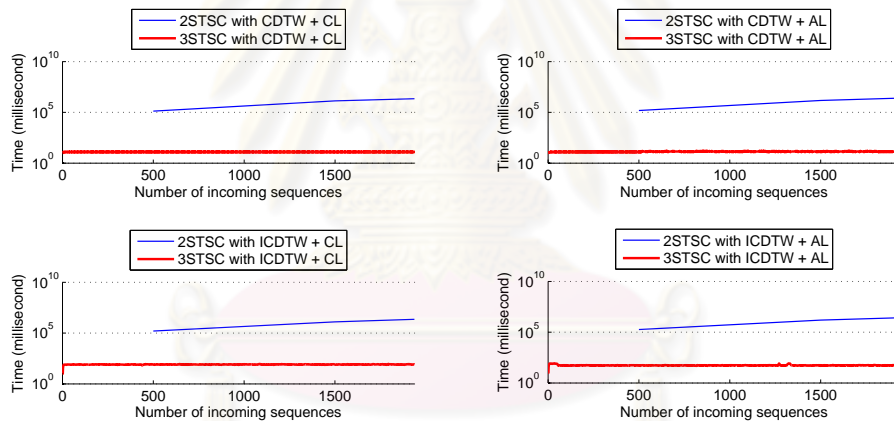 2STSC with CDTW + CL
3STSC with CDTW + CL
Time (millisecond)
10^10
10^5
10^0
0
500
1000
1500
Number of incoming sequences
2STSC with CDTW + AL
3STSC with CDTW + AL
Time (millisecond)
10^10
10^5
10^0
0
500
1000
1500
Number of incoming sequences
2STSC with ICDTW + CL
3STSC with ICDTW + CL
Time (millisecond)
10^10
10^5
10^0
0
500
1000
1500
Number of incoming sequences
2STSC with ICDTW + AL
3STSC with ICDTW + AL
Time (millisecond)
10^10
10^5
10^0
0
500
1000
1500
Number of incoming sequences